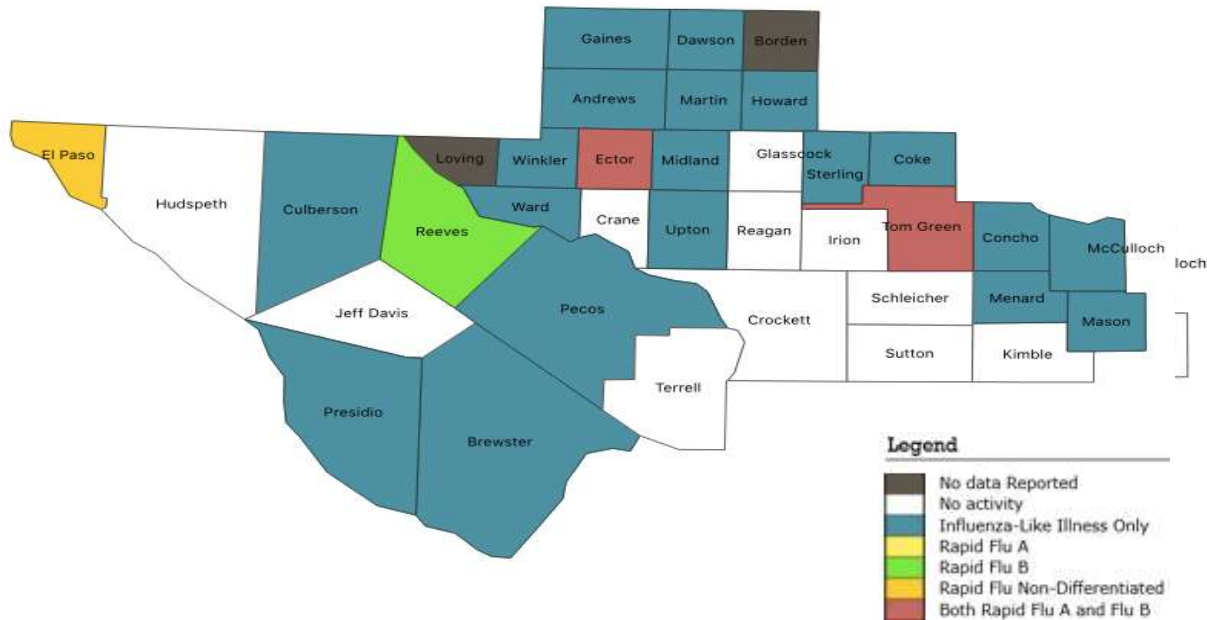 Gaines
Dawson
Borden
Andrews
Martin
Howard
El Paso
Loving
Winkler
Ector
Midland
Glasscock
Sterling
Coke
Hudspeth
Culberson
Reeves
Ward
Crane
Upton
Reagan
Irion
Tom Green
Concho
McCulloch
loch
Jeff Davis
Pecos
Crockett
Schleicher
Menard
Mason
Sutton
Kimble
Terrell
Presidio
Brewster
Legend
No data Reported
No activity
Influenza-Like Illness Only
Rapid Flu A
Rapid Flu B
Rapid Flu Non-Differentiated
Both Rapid Flu A and Flu B